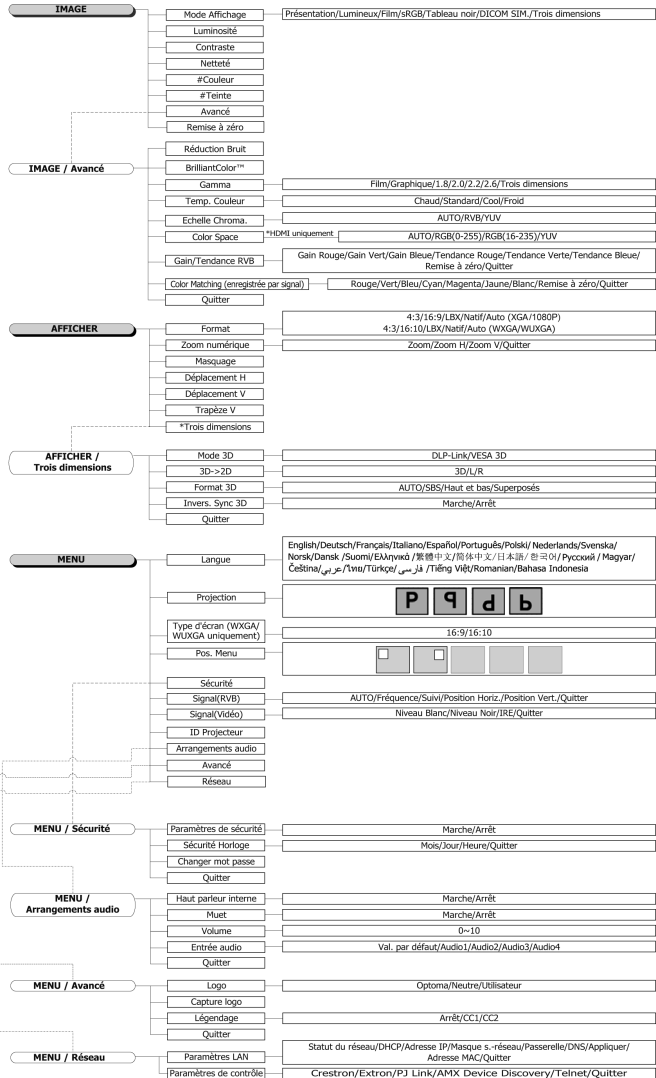 IMAGE
Mode Affichage
Présentation/Lumineux/Film/sRGB/Tableau noir/DICOM SIM./Trois dimensions
Luminosité
Contraste
Netteté
#Couleur
#Teinte
Avancé
Remise à zéro
IMAGE / Avancé
Réduction Bruit
BrilliantColor™
Gamma
Film/Graphique/1.8/2.0/2.2/2.6/Trois dimensions
Temp. Couleur
Chaud/Standard/Cool/Froid
Echelle Chroma.
AUTO/RVB/YUV
Color Space
*HDMI uniquement
AUTO/RGB(0-255)/RGB(16-235)/YUV
Gain/Tendance RVB
Gain Rouge/Gain Vert/Gain Bleue/Tendance Rouge/Tendance Verte/Tendance Bleue/
Remise à zéro/Quitter
Color Matching (enregistrée par signal)
Rouge/Vert/Bleu/Cyan/Magenta/Jaune/Blanc/Remise à zéro/Quitter
Quitter
AFFICHER
Format
4:3/16:9/LBX/Natif/Auto (XGA/1080P)
4:3/16:10/LBX/Natif/Auto (WXGA/WUXGA)
Zoom numérique
Zoom/Zoom H/Zoom V/Quitter
Masquage
Déplacement H
Déplacement V
Trapèze V
*Trois dimensions
AFFICHER /
Trois dimensions
Mode 3D
DLP-Link/VESA 3D
3D->2D
3D/L/R
Format 3D
AUTO/SBS/Haut et bas/Superposés
Invers. Sync 3D
Marche/Arrêt
Quitter
MENU
Langue
English/Deutsch/Français/Italiano/Español/Português/Polski/ Nederlands/Svenska/
Norsk/Dansk /Suomi/Ελληνικά /繁體中文/简体中文/日本語/ 한국어/ Русский / Magyar/
Čeština/عربي/ไทย/Türkçe/ فارسی /Tiếng Việt/Romanian/Bahasa Indonesia
Projection
P
Type d'écran (WXGA/
WUXGA uniquement)
16:9/16:10
Pos. Menu
Sécurité
Signal(RVB)
AUTO/Fréquence/Suivi/Position Horiz./Position Vert./Quitter
Signal(Vidéo)
Niveau Blanc/Niveau Noir/IRE/Quitter
ID Projecteur
Arrangements audio
Avancé
Réseau
MENU / Sécurité
Paramètres de sécurité
Marche/Arrêt
Sécurité Horloge
Mois/Jour/Heure/Quitter
Changer mot passe
Quitter
MENU /
Arrangements audio
Haut parleur interne
Marche/Arrêt
Muet
Marche/Arrêt
Volume
0~10
Entrée audio
Val. par défaut/Audio1/Audio2/Audio3/Audio4
Quitter
MENU / Avancé
Logo
Optoma/Neutre/Utilisateur
Capture logo
Légendage
Arrêt/CC1/CC2
Quitter
MENU / Réseau
Paramètres LAN
Statut du réseau/DHCP/Adresse IP/Masque s.-réseau/Passerelle/DNS/Appliquer/
Adresse MAC/Quitter
Paramètres de contrôle
Crestron/Extron/PJ Link/AMX Device Discovery/Telnet/Quitter